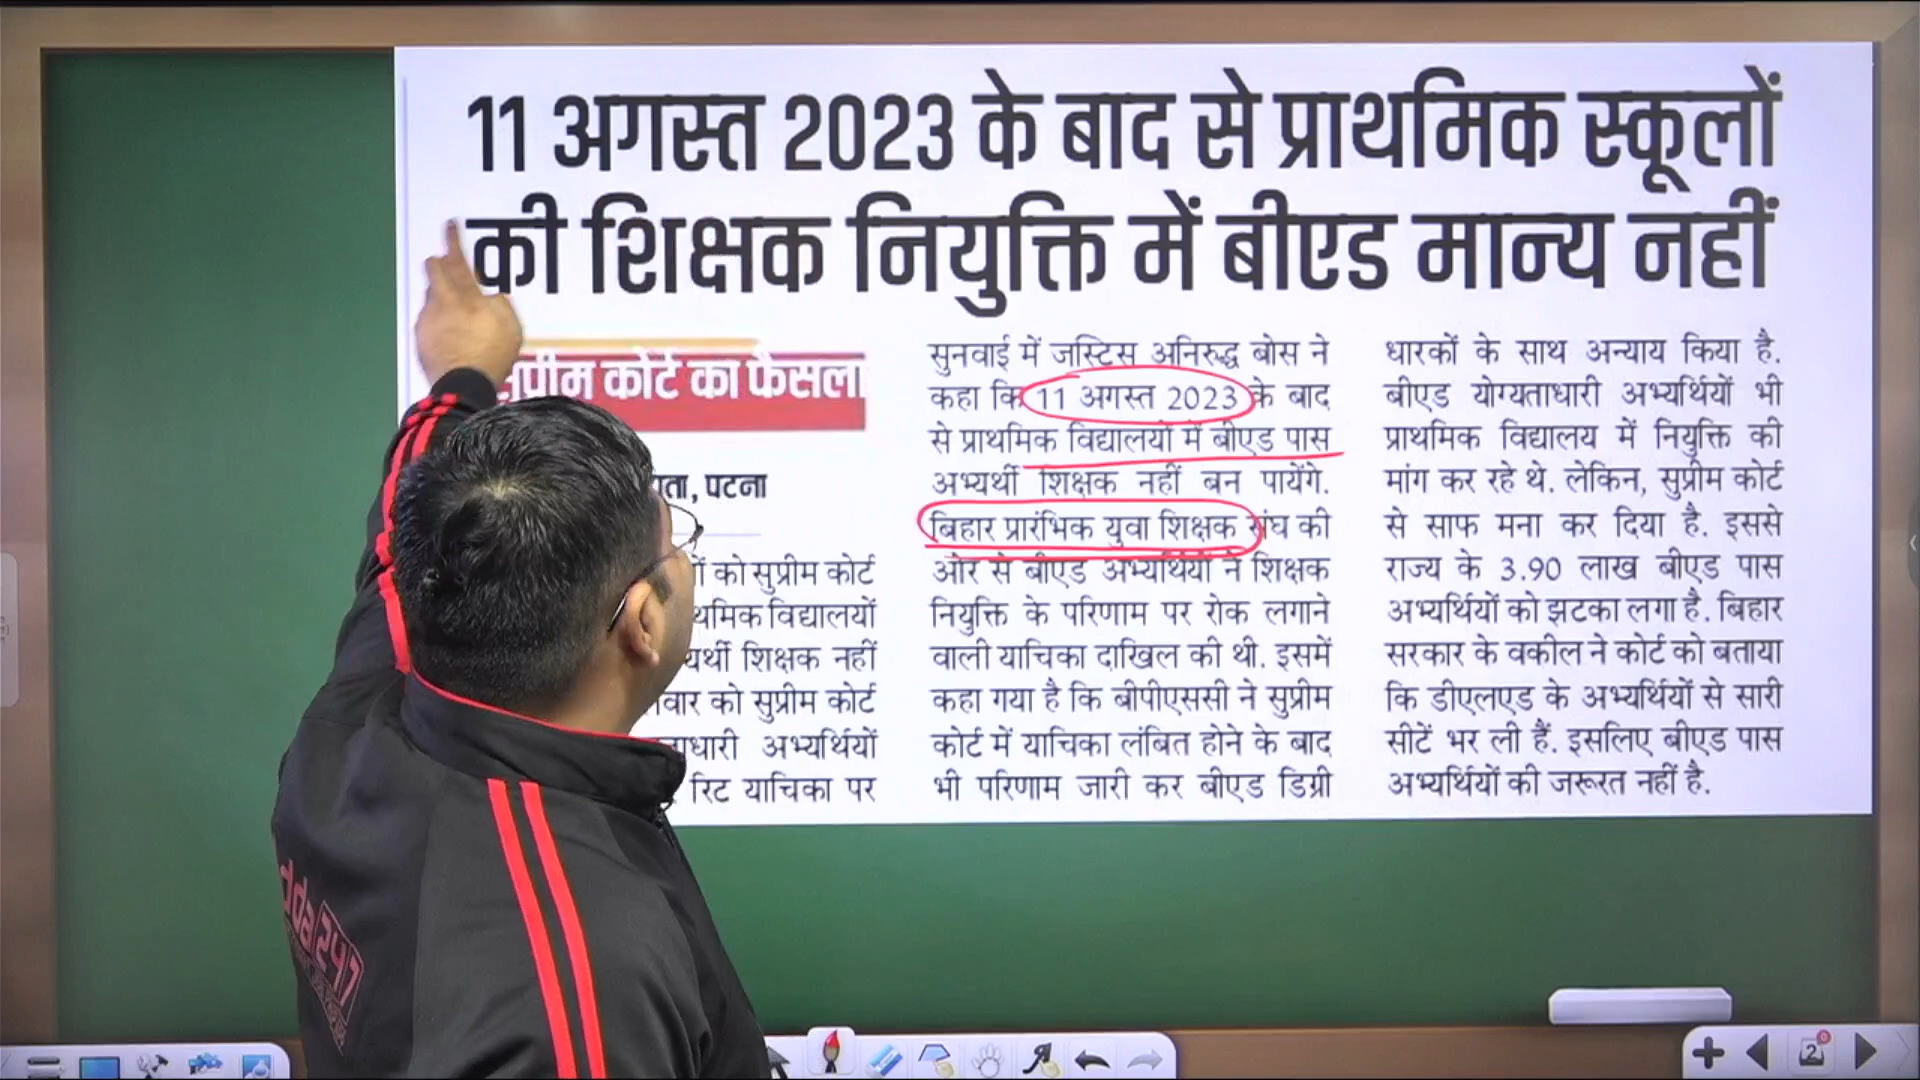 11 अगस्त 2023 के बाद से प्राथमिक स्कूलों
की शिक्षक नियुक्ति में बीएड मान्य नहीं
सुप्रीम कोर्ट का फैसला
पटना
को सुप्रीम कोर्ट
विद्यालयों
शिक्षक नहीं
को सुप्रीम कोर्ट
अभ्यर्थियों
रिट याचिका पर
सुनवाई में जस्टिस अनिरुद्ध बोस ने
कहा कि 11 अगस्त 2023 के बाद
से प्राथमिक विद्यालयों में बीएड पास
अभ्यर्थी शिक्षक नहीं बन पायेंगे.
बिहार प्रारंभिक युवा शिक्षक संघ की
ओर से बीएड अभ्यर्थियों ने शिक्षक
नियुक्ति के परिणाम पर रोक लगाने
वाली याचिका दाखिल की थी. इसमें
कहा गया है कि बीपीएससी ने सुप्रीम
कोर्ट में याचिका लंबित होने के बाद
भी परिणाम जारी कर बीएड डिग्री
धारकों के साथ अन्याय किया है.
बीएड योग्यताधारी अभ्यर्थियों भी
प्राथमिक विद्यालय में नियुक्ति की
मांग कर रहे थे. लेकिन, सुप्रीम कोर्ट
से साफ मना कर दिया है. इससे
राज्य के 3.90 लाख बीएड पास
अभ्यर्थियों को झटका लगा है. बिहार
सरकार के वकील ने कोर्ट को बताया
कि डीएलएड के अभ्यर्थियों से सारी
सीटें भर ली हैं. इसलिए बीएड पास
अभ्यर्थियों की जरूरत नहीं है.
2